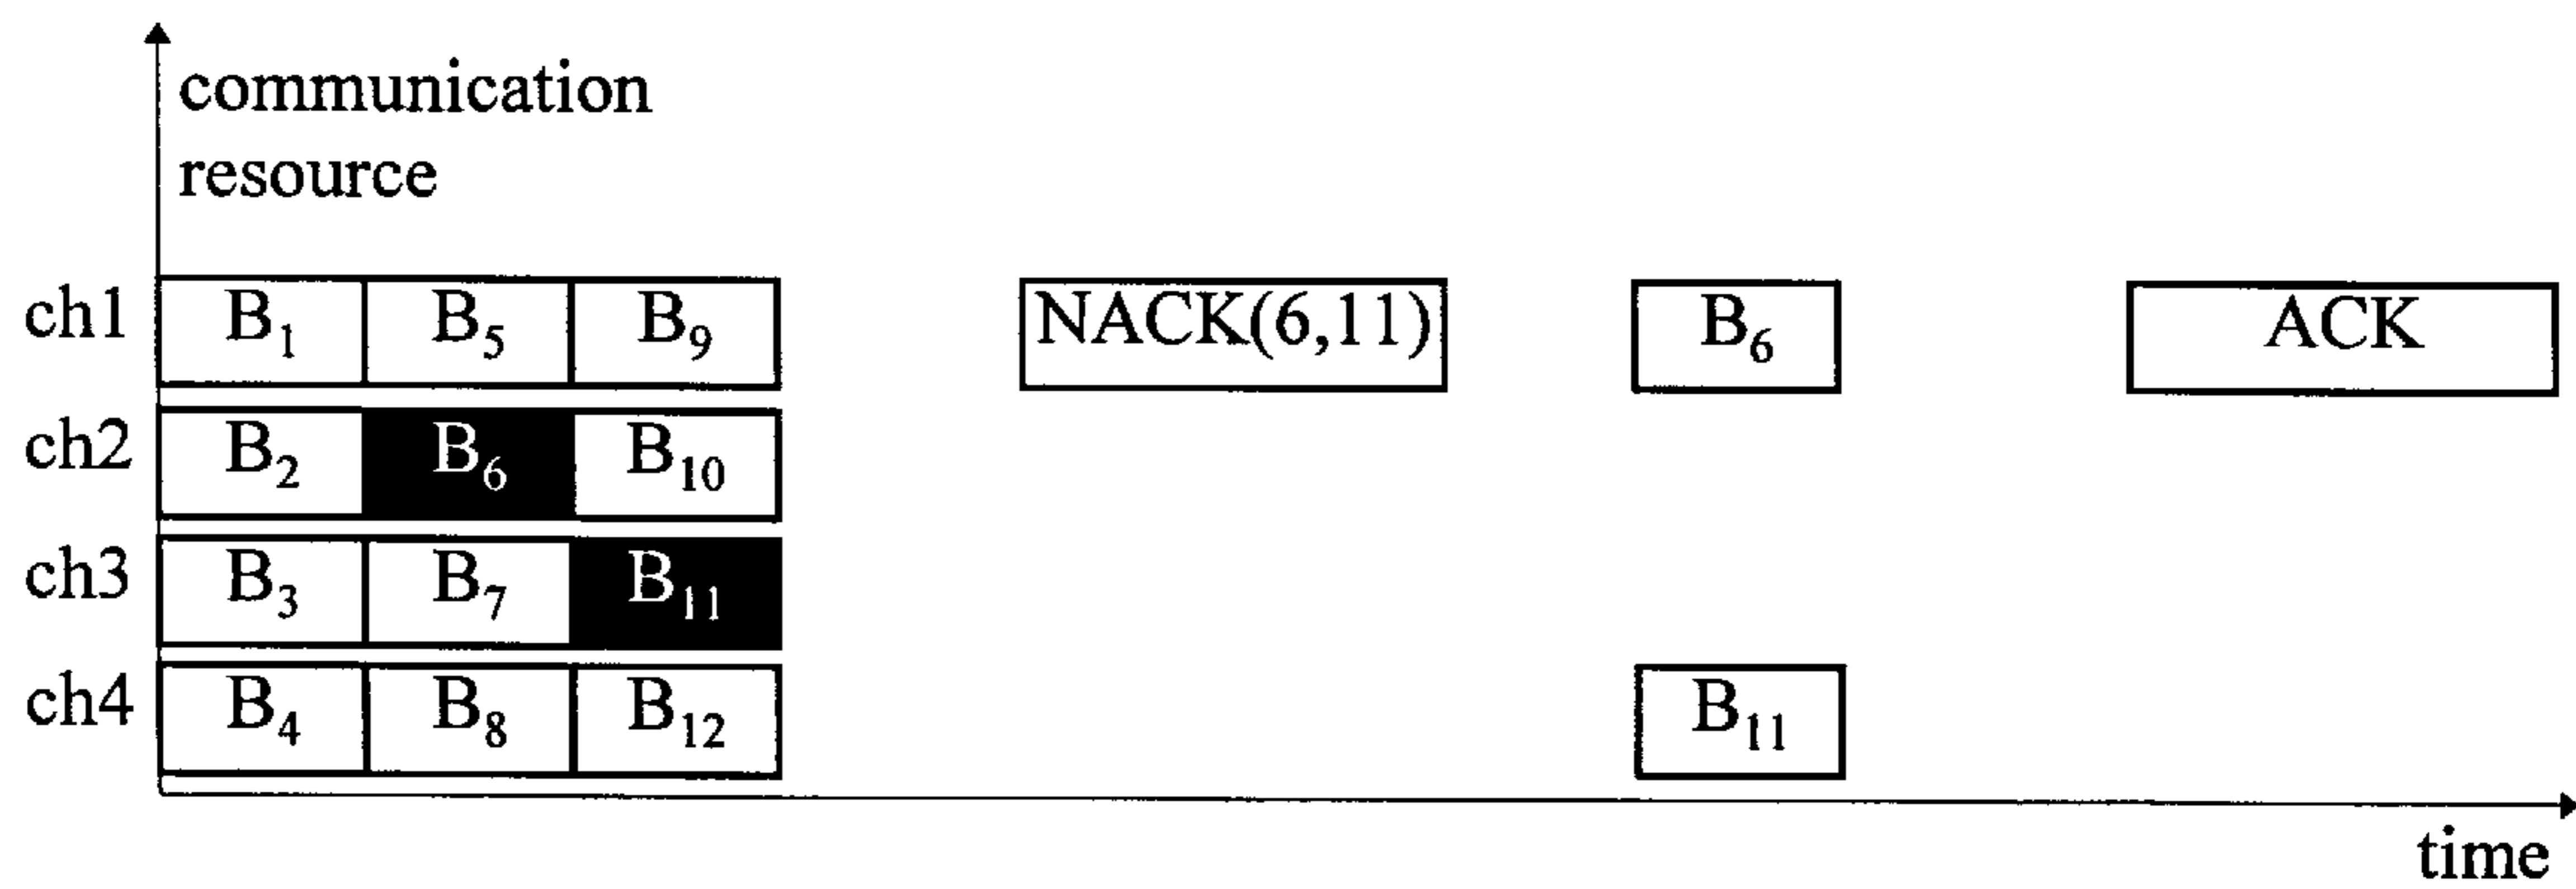 communication
resource
ch1 B₁ B₅ B₉ NACK(6,11) B₆ ACK
ch2 B₂ B₆ B₁₀
ch3 B₃ B₇ B₁₁
ch4 B₄ B₈ B₁₂ B₁₁
time